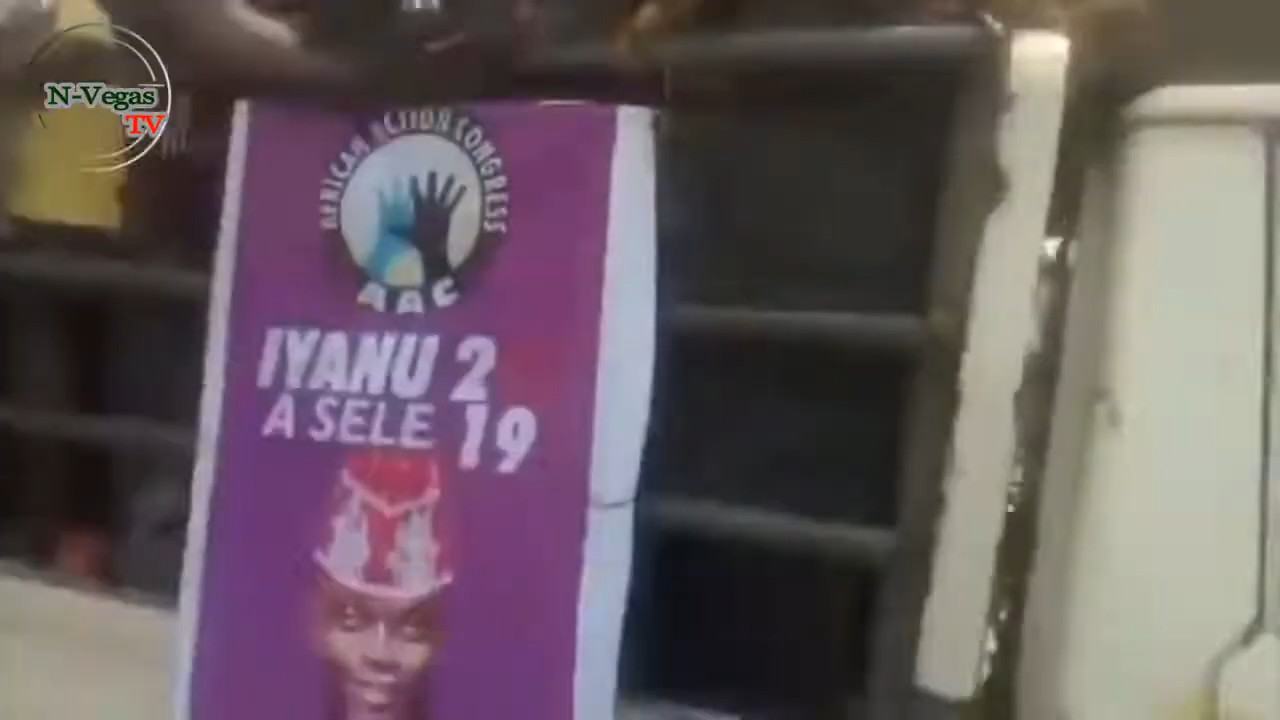 N-Vegas
TV
AFRICAN ACTION CONGRESS
AAC
IYANU 2
A SELE 19